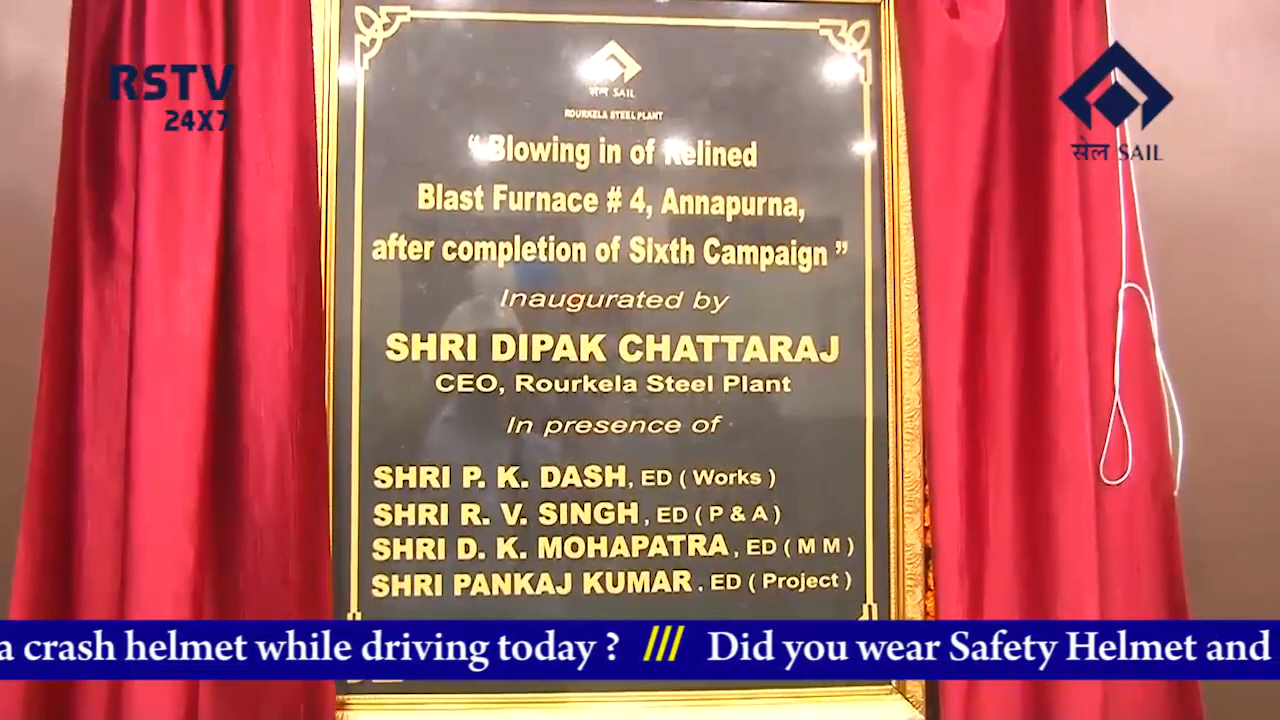 RSTV
24X7
सेल SAIL
सेल SAIL
ROURKELA STEEL PLANT
“ Blowing in of Relined
Blast Furnace # 4, Annapurna,
after completion of Sixth Campaign ”
Inaugurated by
SHRI DIPAK CHATTARAJ
CEO, Rourkela Steel Plant
In presence of
SHRI P. K. DASH, ED ( Works )
SHRI R. V. SINGH, ED ( P & A )
SHRI D. K. MOHAPATRA, ED ( M M )
SHRI PANKAJ KUMAR. ED ( Project )
a crash helmet while driving today ? /// Did you wear Safety Helmet and